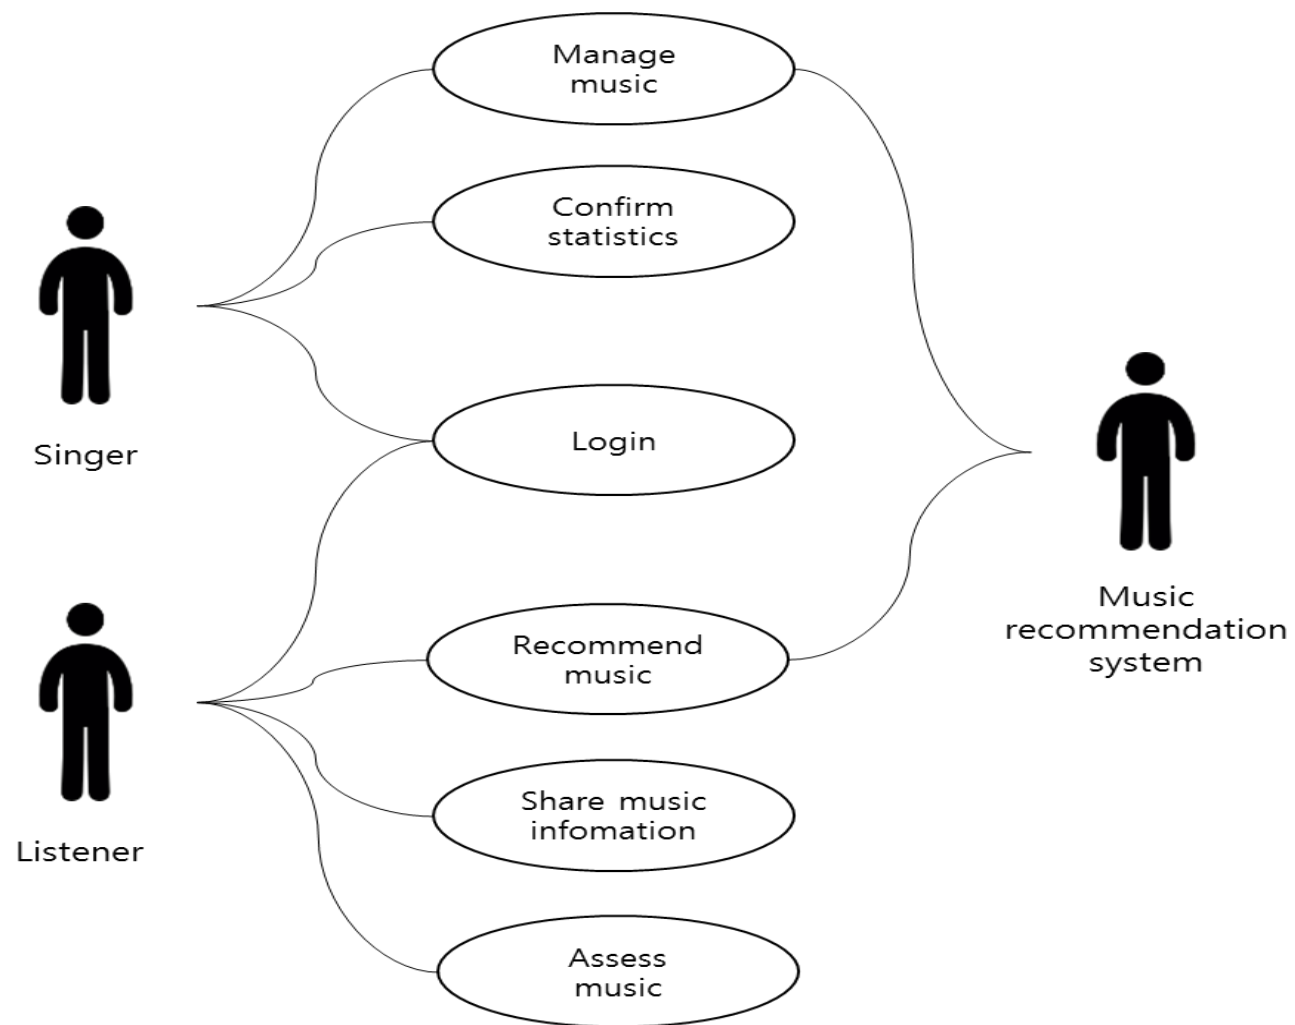 Manage
music
Confirm
statistics
Singer
Login
Music
recommendation
system
Recommend
music
Share music
infomation
Listener
Assess
music